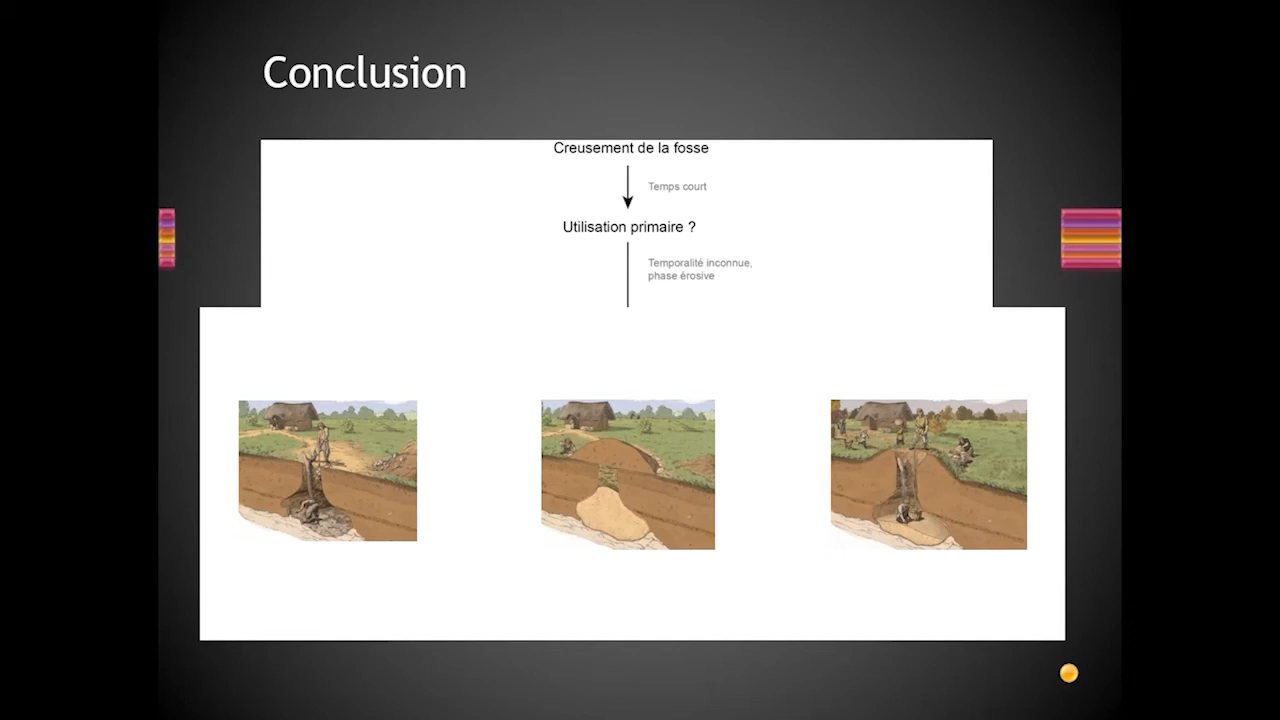 Conclusion
Creusement de la fosse
Temps court
Utilisation primaire ?
Temporalité inconnue,
phase érosive